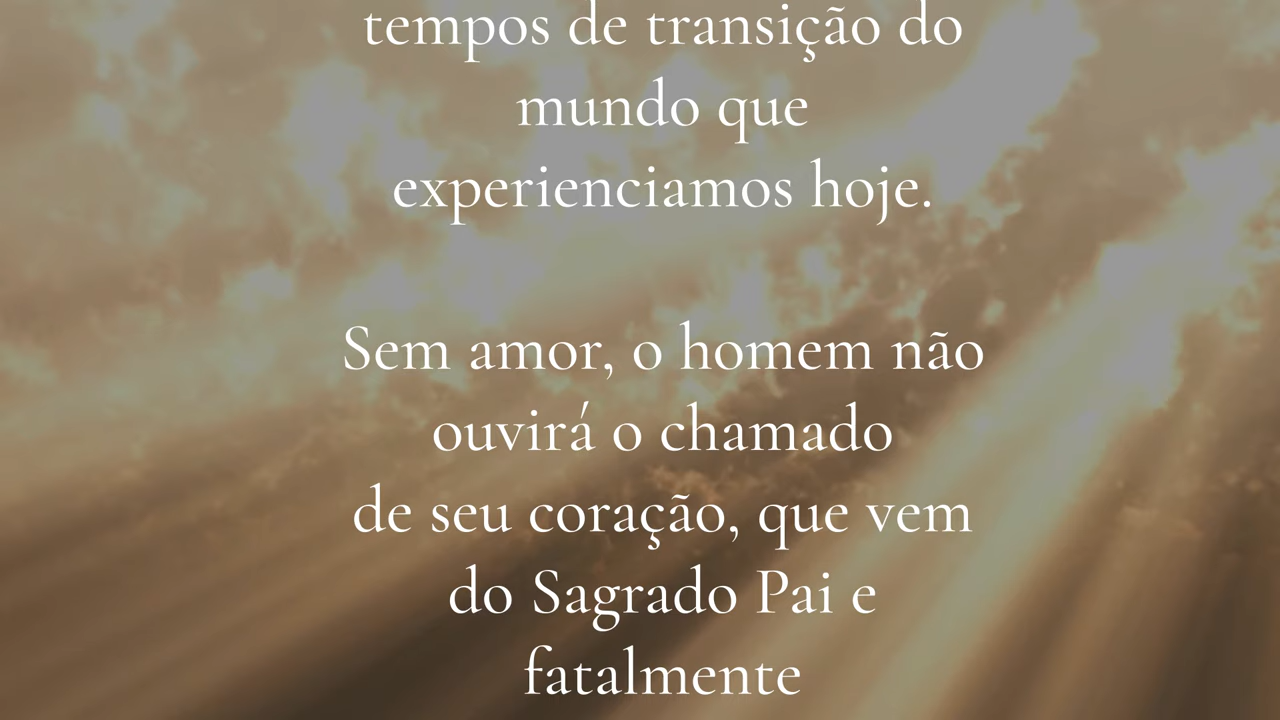 tempos de transição do
mundo que
experienciamos hoje.
Sem amor, o homem não
ouvirá o chamado
de seu coração, que vem
do Sagrado Pai e
fatalmente